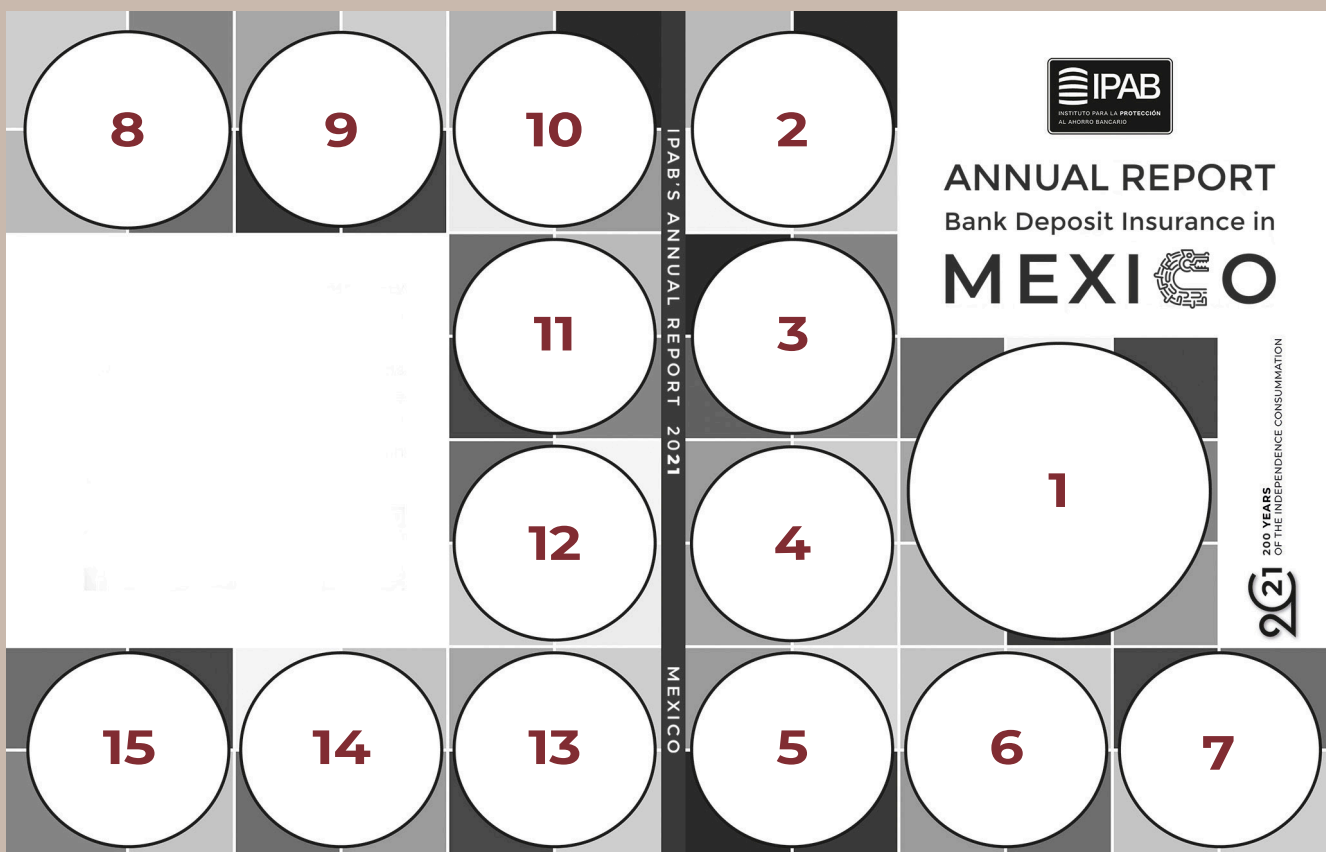 8
9
10
2
IPAB
INSTITUTO PARA LA PROTECCIÓN
AL AHORRO BANCARIO
ANNUAL REPORT
Bank Deposit Insurance in
MEXICO
IPAB'S ANNUAL REPORT 2021
MEXICO
11
3
12
4
1
200 YEARS
OF THE INDEPENDENCE CONSUMMATION
2021
15
14
13
5
6
7